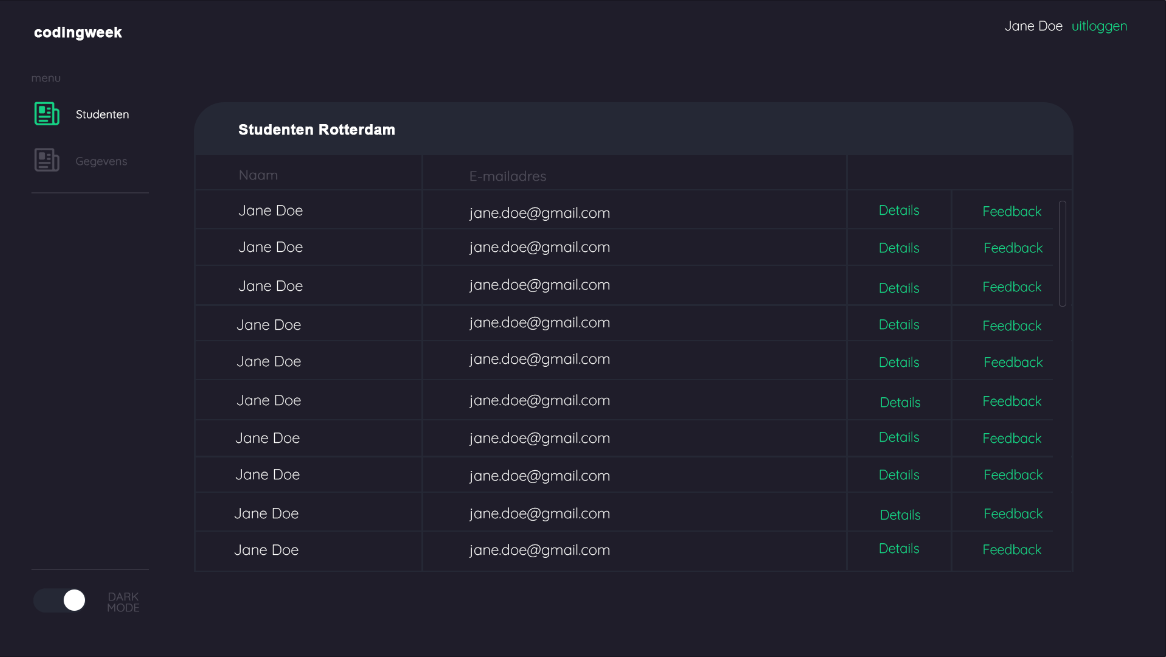 codingweek
Jane Doe uitloggen
menu
Studenten
Gegevens
Studenten Rotterdam
Naam E-mailadres
Jane Doe jane.doe@gmail.com Details Feedback
Jane Doe jane.doe@gmail.com Details Feedback
Jane Doe jane.doe@gmail.com Details Feedback
Jane Doe jane.doe@gmail.com Details Feedback
Jane Doe jane.doe@gmail.com Details Feedback
Jane Doe jane.doe@gmail.com Details Feedback
Jane Doe jane.doe@gmail.com Details Feedback
Jane Doe jane.doe@gmail.com Details Feedback
Jane Doe jane.doe@gmail.com Details Feedback
Jane Doe jane.doe@gmail.com Details Feedback
DARK
MODE